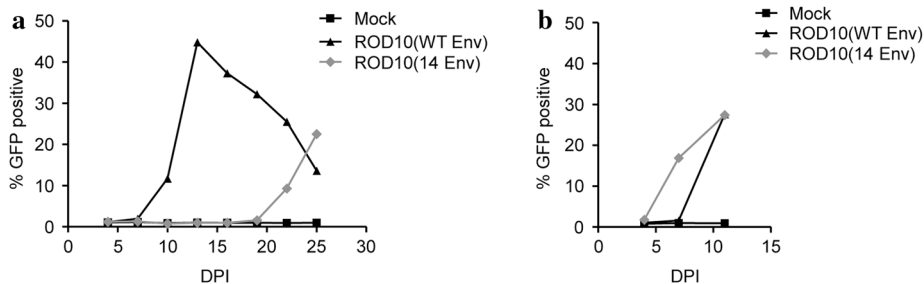 a
Mock
ROD10(WT Env)
ROD10(14 Env)
% GFP positive
50
40
30
20
10
0
0 5 10 15 20 25 30
DPI
b
Mock
ROD10(WT Env)
ROD10(14 Env)
% GFP positive
50
40
30
20
10
0
0 5 10 15
DPI